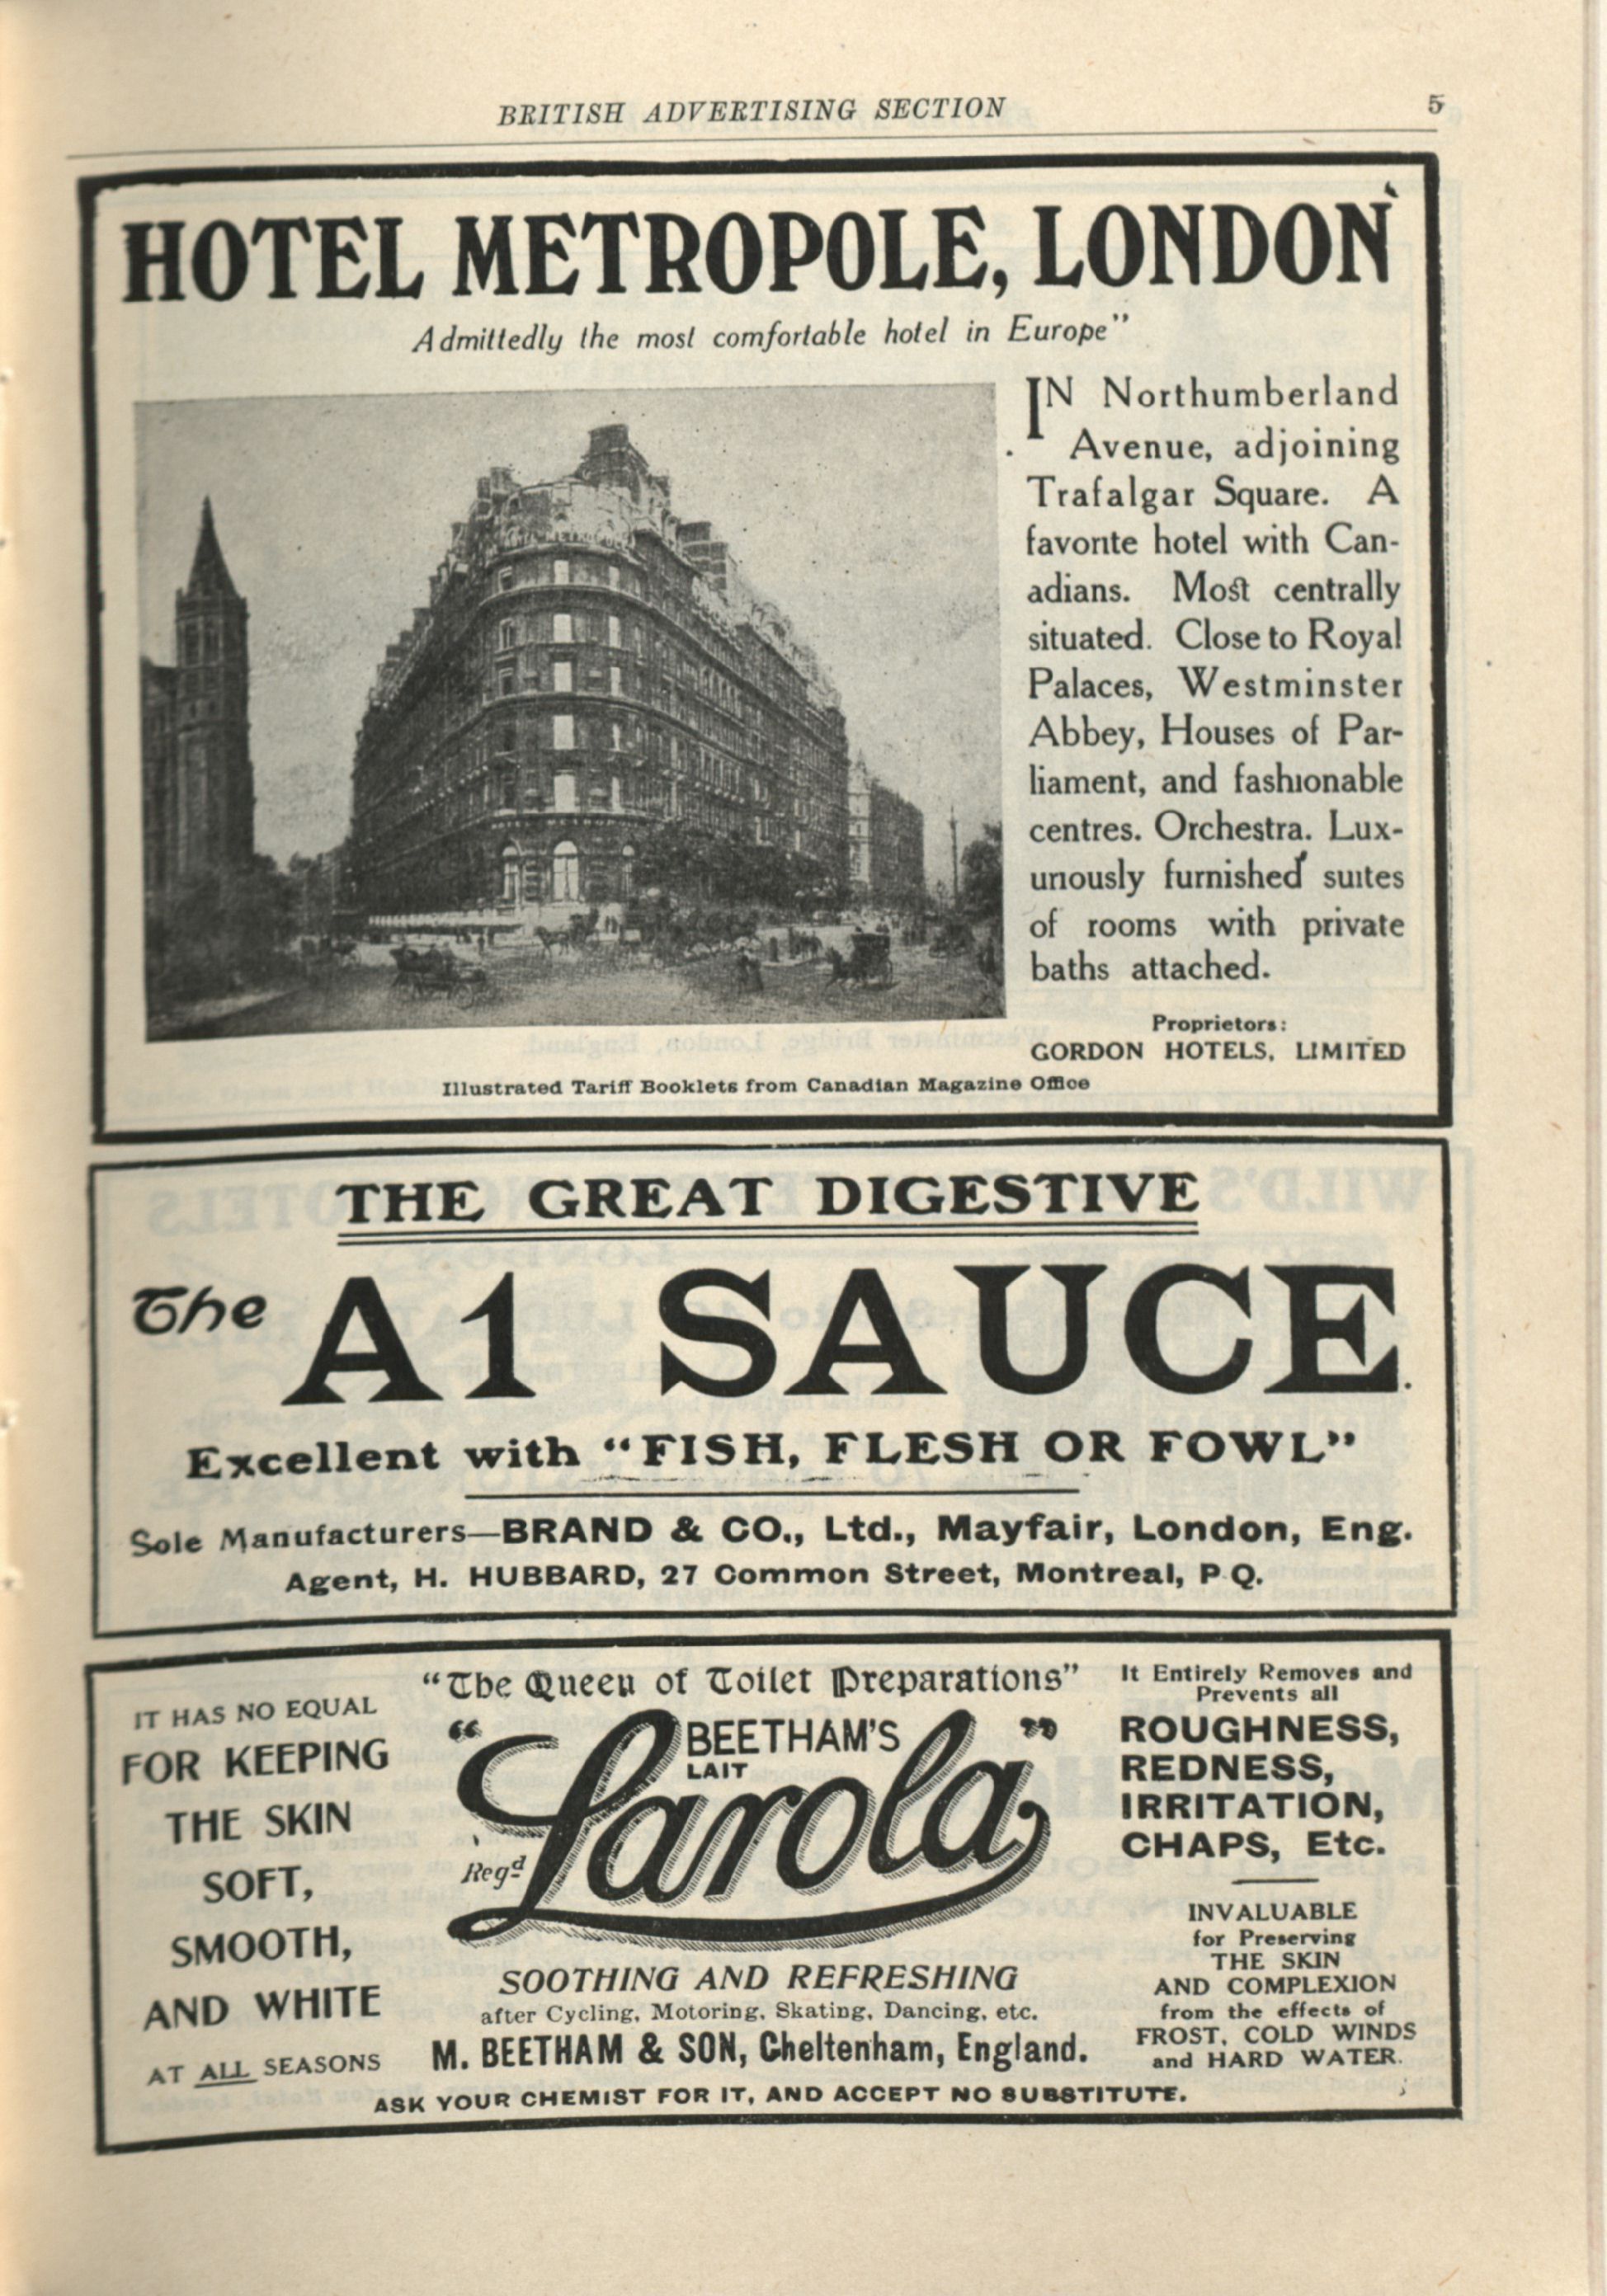 BRITISH ADVERTISING SECTION
5
HOTEL METROPOLE, LONDON
Admittedly the most comfortable hotel in Europe"
IN Northumberland
Avenue, adjoining
Trafalgar Square. A
favorite hotel with Can-
adians. Most centrally
situated. Close to Royal
Palaces, Westminster
Abbey, Houses of Par-
liament, and fashionable
centres. Orchestra. Lux-
uriously furnished suites
of rooms with private
baths attached.
Proprietors:
GORDON HOTELS, LIMITED
Illustrated Tariff Booklets from Canadian Magazine Office
THE GREAT DIGESTIVE
The A1 SAUCE.
Excellent with "FISH, FLESH OR FOWL"
Sole Manufacturers—BRAND & CO., Ltd., Mayfair, London, Eng.
Agent, H. HUBBARD, 27 Common Street, Montreal, P.Q.
IT HAS NO EQUAL
FOR KEEPING
THE SKIN
SOFT,
SMOOTH,
AND WHITE
AT ALL SEASONS
"The Queen of Toilet Preparations"
BEETHAM'S
LAIT
"Larola"
Regd
SOOTHING AND REFRESHING
after Cycling, Motoring, Skating, Dancing, etc.
M. BEETHAM & SON, Cheltenham, England.
It Entirely Removes and
Prevents all
ROUGHNESS,
REDNESS,
IRRITATION,
CHAPS, Etc.
INVALUABLE
for Preserving
THE SKIN
AND COMPLEXION
from the effects of
FROST, COLD WINDS
and HARD WATER.
ASK YOUR CHEMIST FOR IT, AND ACCEPT NO SUBSTITUTE.